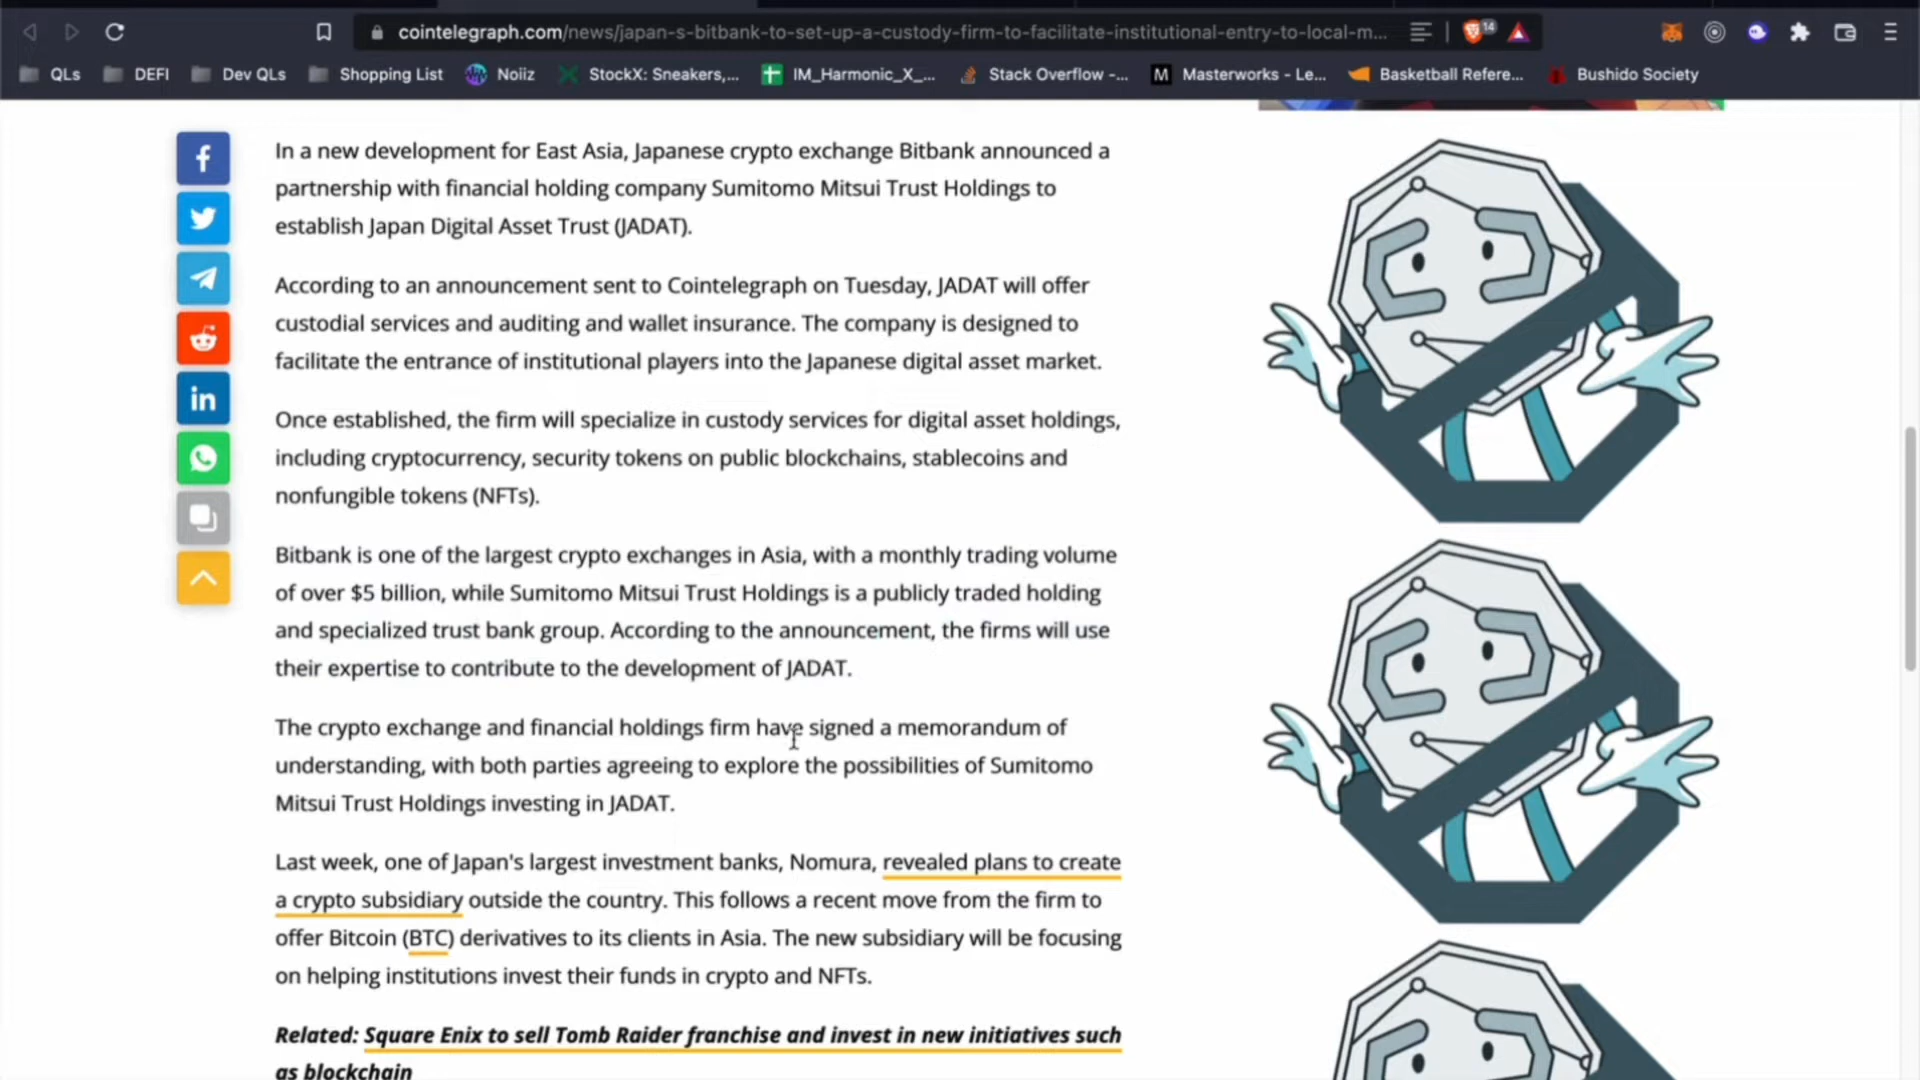 cointelegraph.com/news/japan-s-bitbank-to-set-up-a-custody-firm-to-facilitate-institutional-entry-to-local-m...
14
QLs
DEFI
Dev QLs
Shopping List
Noiiz
StockX: Sneakers,...
IM_Harmonic_X_...
Stack Overflow -...
M
Masterworks - Le...
Basketball Refere...
Bushido Society
In a new development for East Asia, Japanese crypto exchange Bitbank announced a
partnership with financial holding company Sumitomo Mitsui Trust Holdings to
establish Japan Digital Asset Trust (JADAT).
According to an announcement sent to Cointelegraph on Tuesday, JADAT will offer
custodial services and auditing and wallet insurance. The company is designed to
facilitate the entrance of institutional players into the Japanese digital asset market.
Once established, the firm will specialize in custody services for digital asset holdings,
including cryptocurrency, security tokens on public blockchains, stablecoins and
nonfungible tokens (NFTs).
Bitbank is one of the largest crypto exchanges in Asia, with a monthly trading volume
of over $5 billion, while Sumitomo Mitsui Trust Holdings is a publicly traded holding
and specialized trust bank group. According to the announcement, the firms will use
their expertise to contribute to the development of JADAT.
The crypto exchange and financial holdings firm have signed a memorandum of
understanding, with both parties agreeing to explore the possibilities of Sumitomo
Mitsui Trust Holdings investing in JADAT.
Last week, one of Japan's largest investment banks, Nomura, revealed plans to create
a crypto subsidiary outside the country. This follows a recent move from the firm to
offer Bitcoin (BTC) derivatives to its clients in Asia. The new subsidiary will be focusing
on helping institutions invest their funds in crypto and NFTs.
Related: Square Enix to sell Tomb Raider franchise and invest in new initiatives such
as blockchain